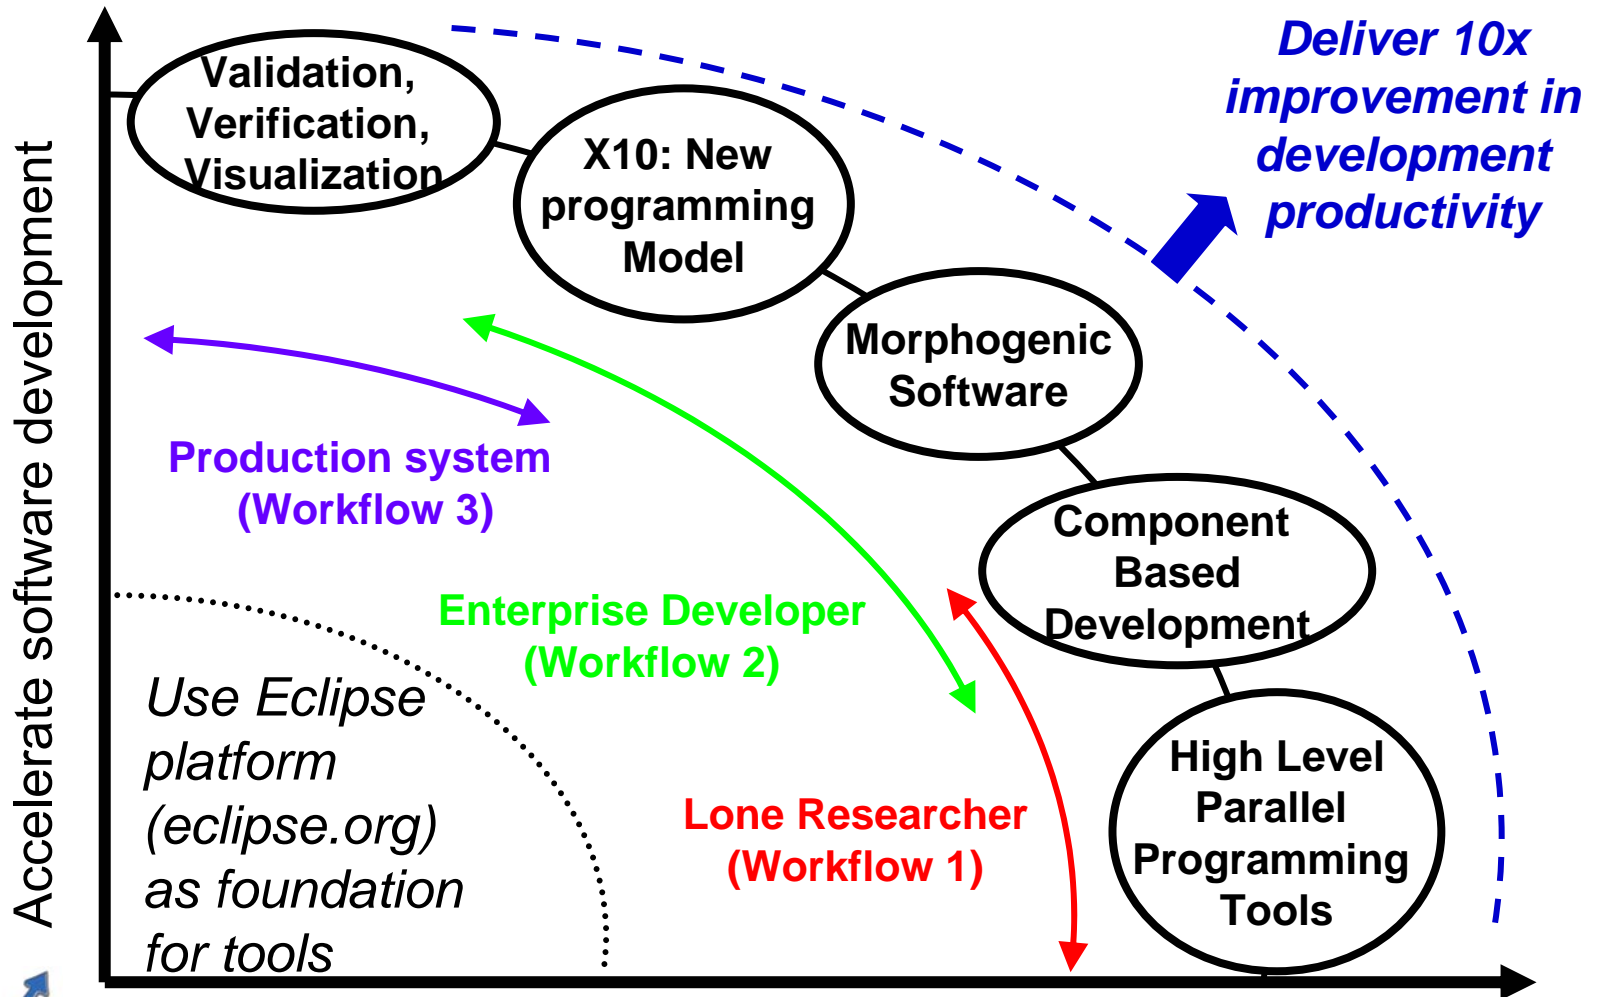 Deliver 10x
improvement in
development
productivity
Validation,
Verification,
Visualization
X10: New
programming
Model
Morphogenic
Software
Component
Based
Development
High Level
Parallel
Programming
Tools
Production system
(Workflow 3)
Enterprise Developer
(Workflow 2)
Lone Researcher
(Workflow 1)
Use Eclipse
platform
(eclipse.org)
as foundation
for tools
Accelerate software development